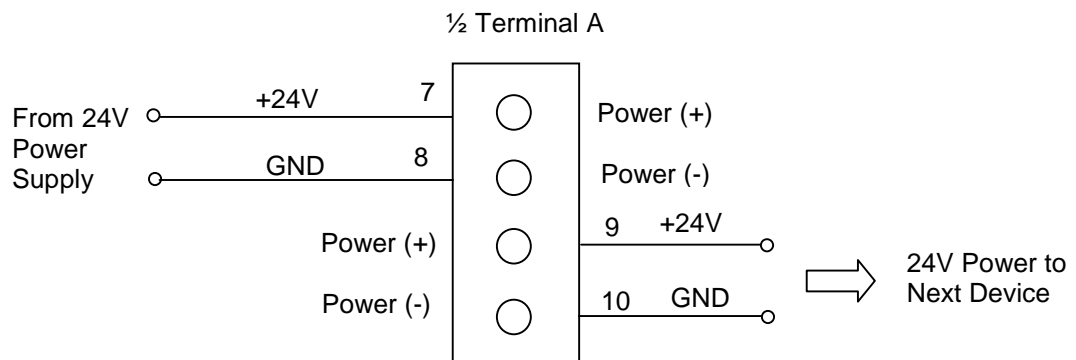 ½ Terminal A
From 24V
Power
Supply
+24V
7
Power (+)
GND
8
Power (-)
Power (+)
9
+24V
Power (-)
10
GND
24V Power to
Next Device